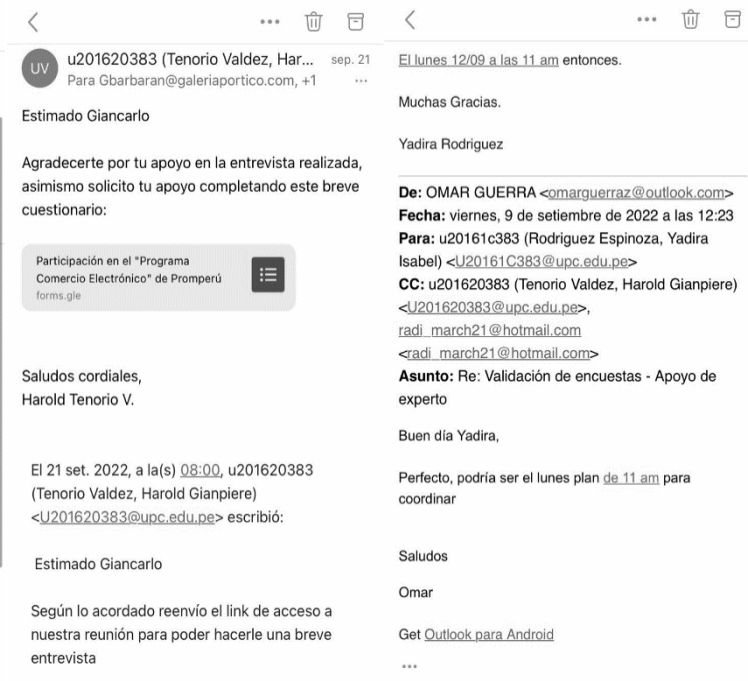 u201620383 (Tenorio Valdez, Har...
sep. 21
UV
Para Gbarbaran@galeriaportico.com, +1
Estimado Giancarlo
Agradecerte por tu apoyo en la entrevista realizada,
asimismo solicito tu apoyo completando este breve
cuestionario:
Participación en el "Programa
Comercio Electrónico" de Promperú
forms.gle
Saludos cordiales,
Harold Tenorio V.
El 21 set. 2022, a la(s) 08:00, u201620383
(Tenorio Valdez, Harold Gianpiere)
<U201620383@upc.edu.pe> escribió:
Estimado Giancarlo
Según lo acordado reenvío el link de acceso a
nuestra reunión para poder hacerle una breve
entrevista
El lunes 12/09 a las 11 am entonces.
Muchas Gracias.
Yadira Rodriguez
De: OMAR GUERRA <omarguerraz@outlook.com>
Fecha: viernes, 9 de setiembre de 2022 a las 12:23
Para: u20161c383 (Rodriguez Espinoza, Yadira
Isabel) <U20161C383@upc.edu.pe>
CC: u201620383 (Tenorio Valdez, Harold Gianpiere)
<U201620383@upc.edu.pe>,
radi_march21@hotmail.com
<radi_march21@hotmail.com>
Asunto: Re: Validación de encuestas - Apoyo de
experto
Buen día Yadira,
Perfecto, podría ser el lunes plan de 11 am para
coordinar
Saludos
Omar
Get Outlook para Android